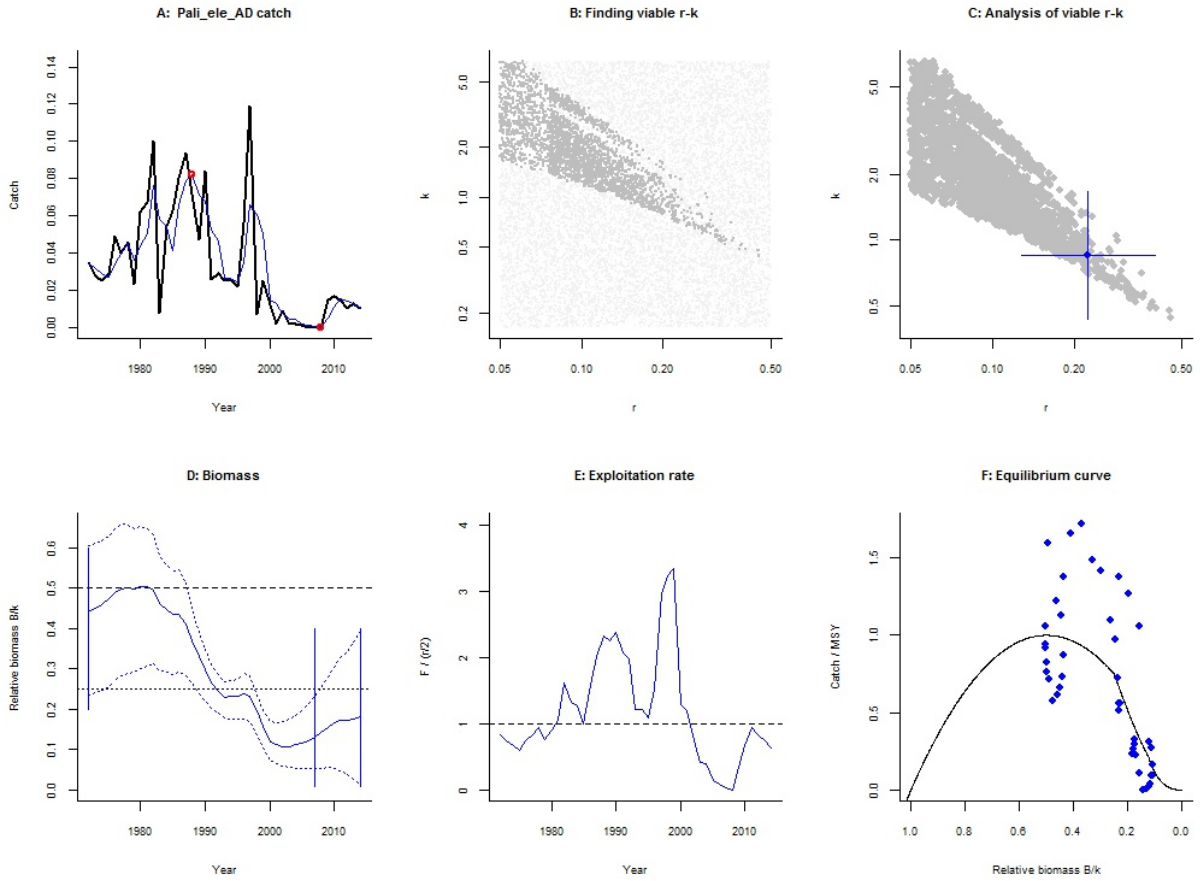 A: Pali_ele_AD catch
Catch
0.14
0.12
0.10
0.08
0.06
0.04
0.02
0.00
1980 1990 2000 2010
Year
B: Finding viable r-k
k
5.0
2.0
1.0
0.5
0.2
0.05 0.10 0.20 0.50
r
C: Analysis of viable r-k
k
5.0
2.0
1.0
0.5
0.05 0.10 0.20 0.50
r
D: Biomass
Relative biomass B/k
0.6
0.5
0.4
0.3
0.2
0.1
0.0
1980 1990 2000 2010
Year
E: Exploitation rate
F / (r/2)
4
3
2
1
0
1980 1990 2000 2010
Year
F: Equilibrium curve
Catch / MSY
1.5
1.0
0.5
0.0
1.0 0.8 0.6 0.4 0.2 0.0
Relative biomass B/k